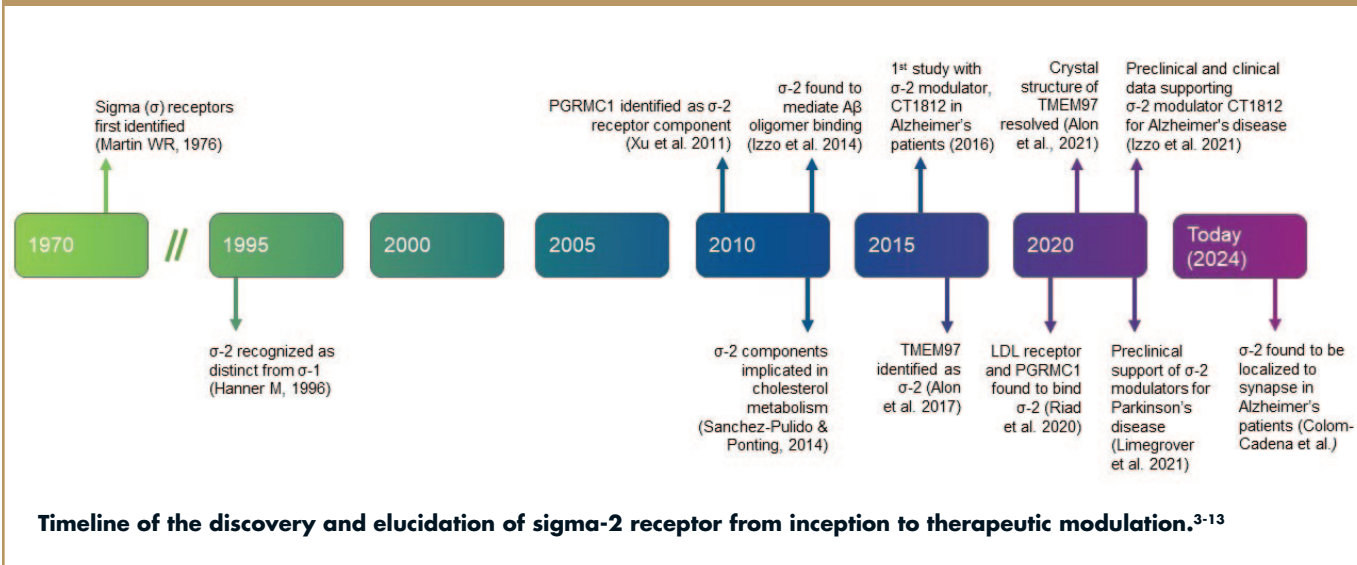 Sigma (σ) receptors
first identified
(Martin WR, 1976)
PGRMC1 identified as σ-2
receptor component
(Xu et al. 2011)
σ-2 found to
mediate Aβ
oligomer binding
(Izzo et al. 2014)
1st study with
σ-2 modulator,
CT1812 in
Alzheimer's
patients (2016)
Crystal
structure of
TMEM97
resolved (Alon
et al., 2021)
Preclinical and clinical
data supporting
σ-2 modulator CT1812
for Alzheimer's disease
(Izzo et al. 2021)
1970
//
1995
2000
2005
2010
2015
2020
Today
(2024)
σ-2 recognized as
distinct from σ-1
(Hanner M, 1996)
σ-2 components
implicated in
cholesterol
metabolism
(Sanchez-Pulido &
Ponting, 2014)
TMEM97
identified as
σ-2 (Alon
et al. 2017)
LDL receptor
and PGRMC1
found to bind
σ-2 (Riad
et al. 2020)
Preclinical
support of σ-2
modulators for
Parkinson's
disease
(Limegrover
et al. 2021)
σ-2 found to be
localized to
synapse in
Alzheimer's
patients (Colom-
Cadena et al.)
Timeline of the discovery and elucidation of sigma-2 receptor from inception to therapeutic modulation.3-13